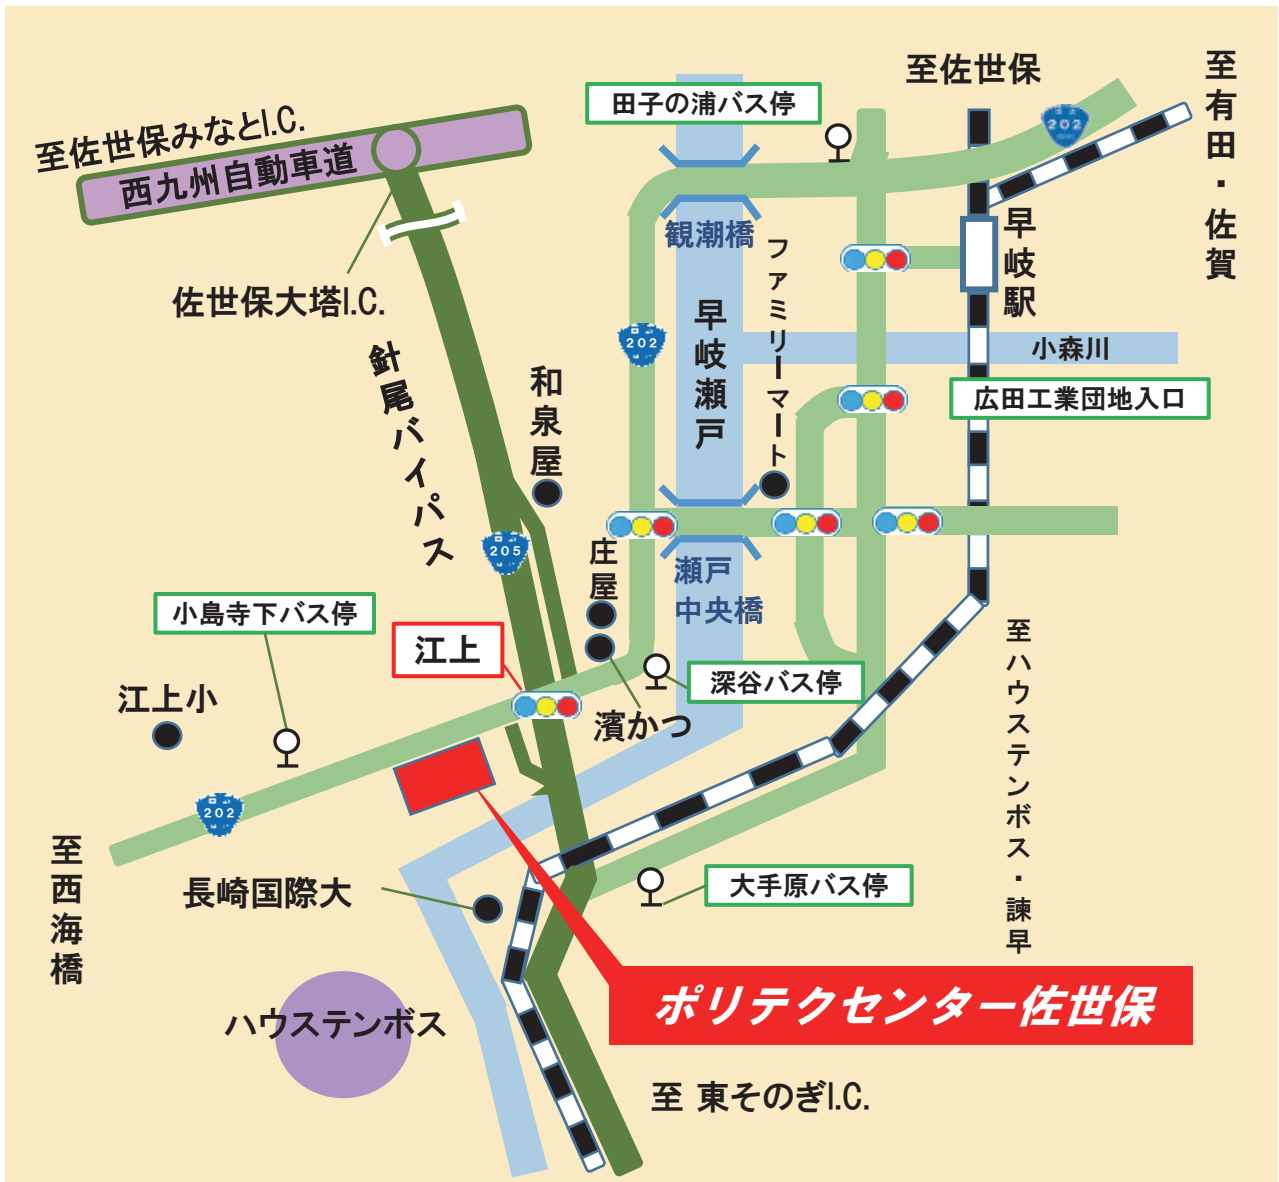 至佐世保
至有田・佐賀
田子の浦バス停
202
至佐世保みなとI.C.
西九州自動車道
観潮橋
早岐駅
ファミリーマート
佐世保大塔I.C.
早岐瀬戸
202
小森川
針尾バイパス
和泉屋
広田工業団地入口
205
庄屋
瀬戸
中央橋
小島寺下バス停
江上
至ハウステンボス・諫早
深谷バス停
江上小
濱かつ
202
至西海橋
長崎国際大
大手原バス停
ポリテクセンター佐世保
ハウステンボス
至 東そのぎI.C.